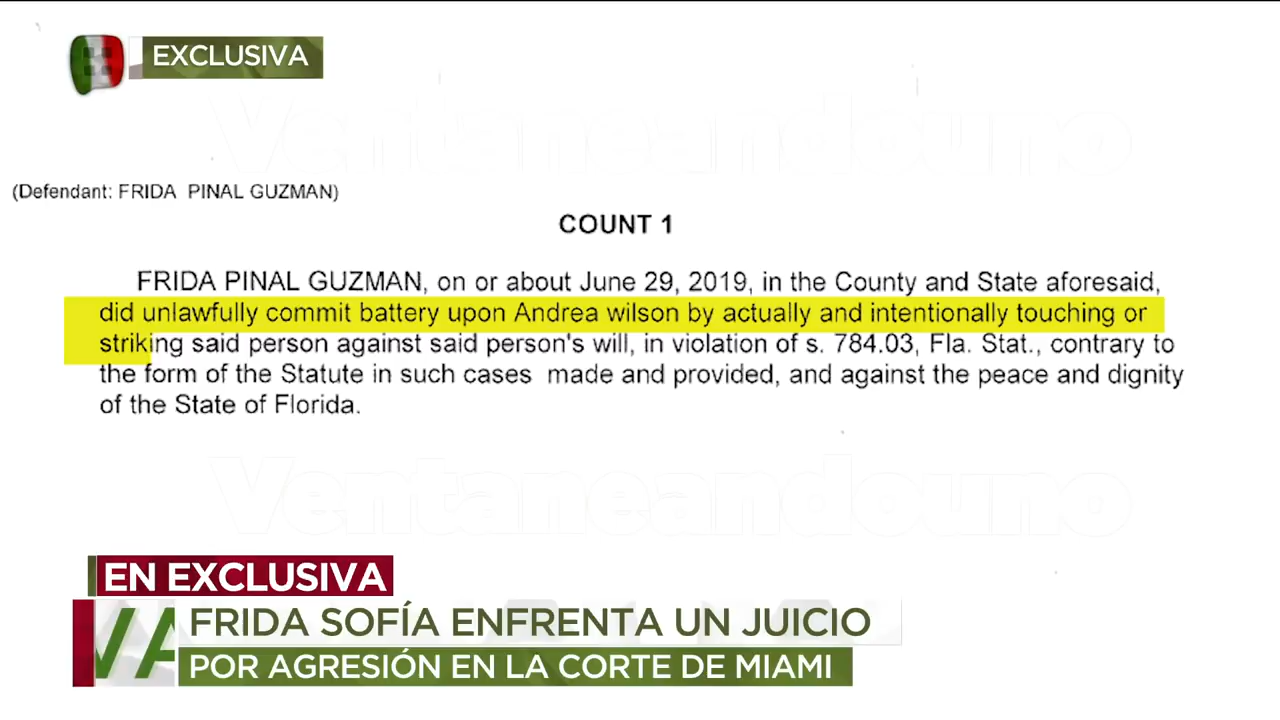 EXCLUSIVA
Ventaneandouno
(Defendant: FRIDA PINAL GUZMAN)
COUNT 1
FRIDA PINAL GUZMAN, on or about June 29, 2019, in the County and State aforesaid,
did unlawfully commit battery upon Andrea wilson by actually and intentionally touching or
striking said person against said person's will, in violation of s. 784.03, Fla. Stat., contrary to
the form of the Statute in such cases made and provided, and against the peace and dignity
of the State of Florida.
Ventaneandouno
EN EXCLUSIVA
VA
FRIDA SOFÍA ENFRENTA UN JUICIO
POR AGRESIÓN EN LA CORTE DE MIAMI